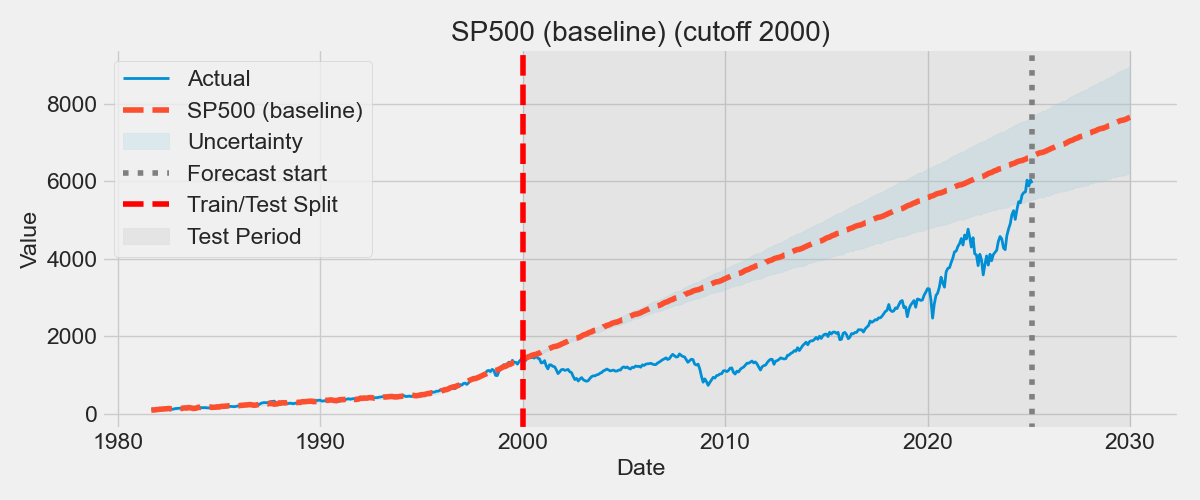 SP500 (baseline) (cutoff 2000)
Actual
SP500 (baseline)
Uncertainty
Forecast start
Train/Test Split
Test Period
Value
8000
6000
4000
2000
0
1980
1990
2000
2010
2020
2030
Date